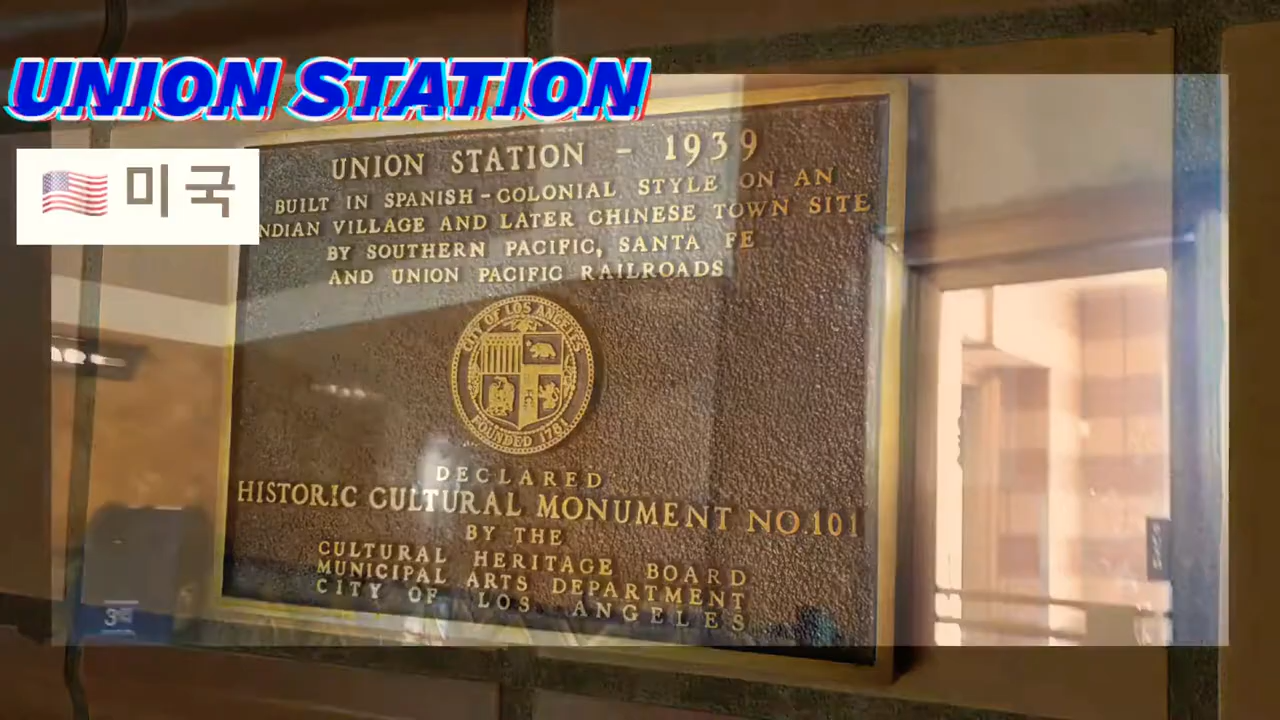 UNION STATION
🇺🇸 미국
UNION STATION - 1939
BUILT IN SPANISH-COLONIAL STYLE ON AN
NDIAN VILLAGE AND LATER CHINESE TOWN SITE
BY SOUTHERN PACIFIC, SANTA FE
AND UNION PACIFIC RAILROADS
CITY OF LOS ANGELES
FOUNDED 1781
DECLARED
HISTORIC CULTURAL MONUMENT NO.101
BY THE
CULTURAL HERITAGE BOARD
MUNICIPAL ARTS DEPARTMENT
CITY OF LOS ANGELES